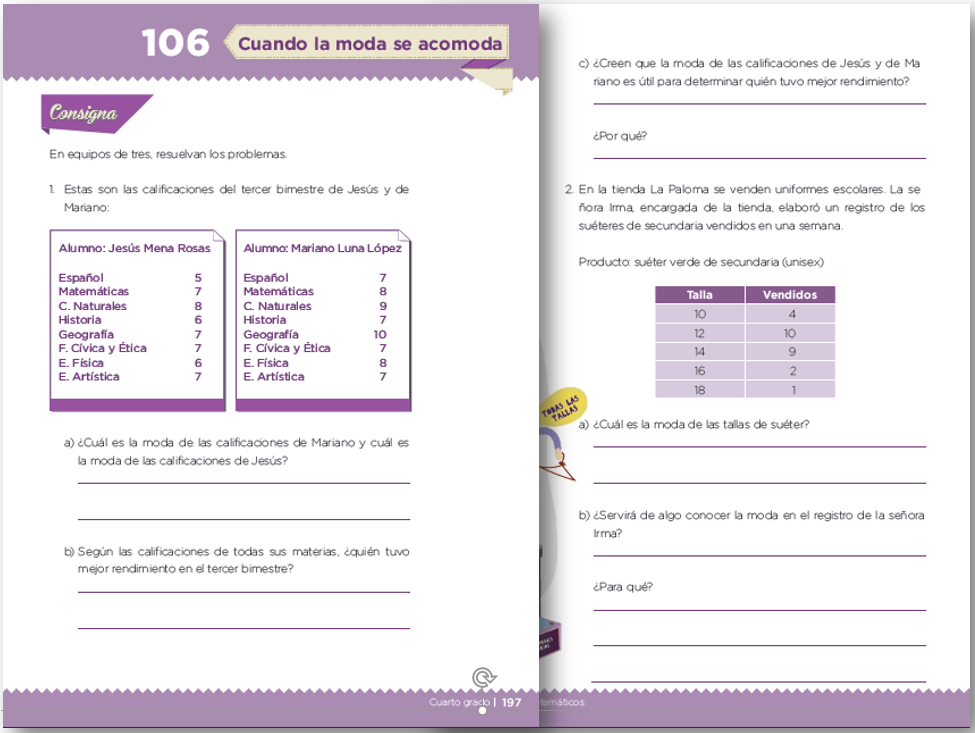 106 Cuando la moda se acomoda
Consigna
En equipos de tres, resuelvan los problemas.
1. Estas son las calificaciones del tercer bimestre de Jesús y de
Mariano:
Alumno: Jesús Mena Rosas
Español 5
Matemáticas 7
C. Naturales 8
Historia 6
Geografía 7
F. Cívica y Ética 7
E. Física 6
E. Artística 7
Alumno: Mariano Luna López
Español 7
Matemáticas 8
C. Naturales 9
Historia 7
Geografía 10
F. Cívica y Ética 7
E. Física 8
E. Artística 7
a) ¿Cuál es la moda de las calificaciones de Mariano y cuál es
la moda de las calificaciones de Jesús?
b) Según las calificaciones de todas sus materias, ¿quién tuvo
mejor rendimiento en el tercer bimestre?
Cuarto grado | 197
c) ¿Creen que la moda de las calificaciones de Jesús y de Ma
riano es útil para determinar quién tuvo mejor rendimiento?
¿Por qué?
2. En la tienda La Paloma se venden uniformes escolares. La se
ñora Irma, encargada de la tienda, elaboró un registro de los
suéteres de secundaria vendidos en una semana.
Producto: suéter verde de secundaria (unisex)
Talla Vendidos
10 4
12 10
14 9
16 2
18 1
TODAS LAS
TALLAS
a) ¿Cuál es la moda de las tallas de suéter?
b) ¿Servirá de algo conocer la moda en el registro de la señora
Irma?
¿Para qué?
temáticos